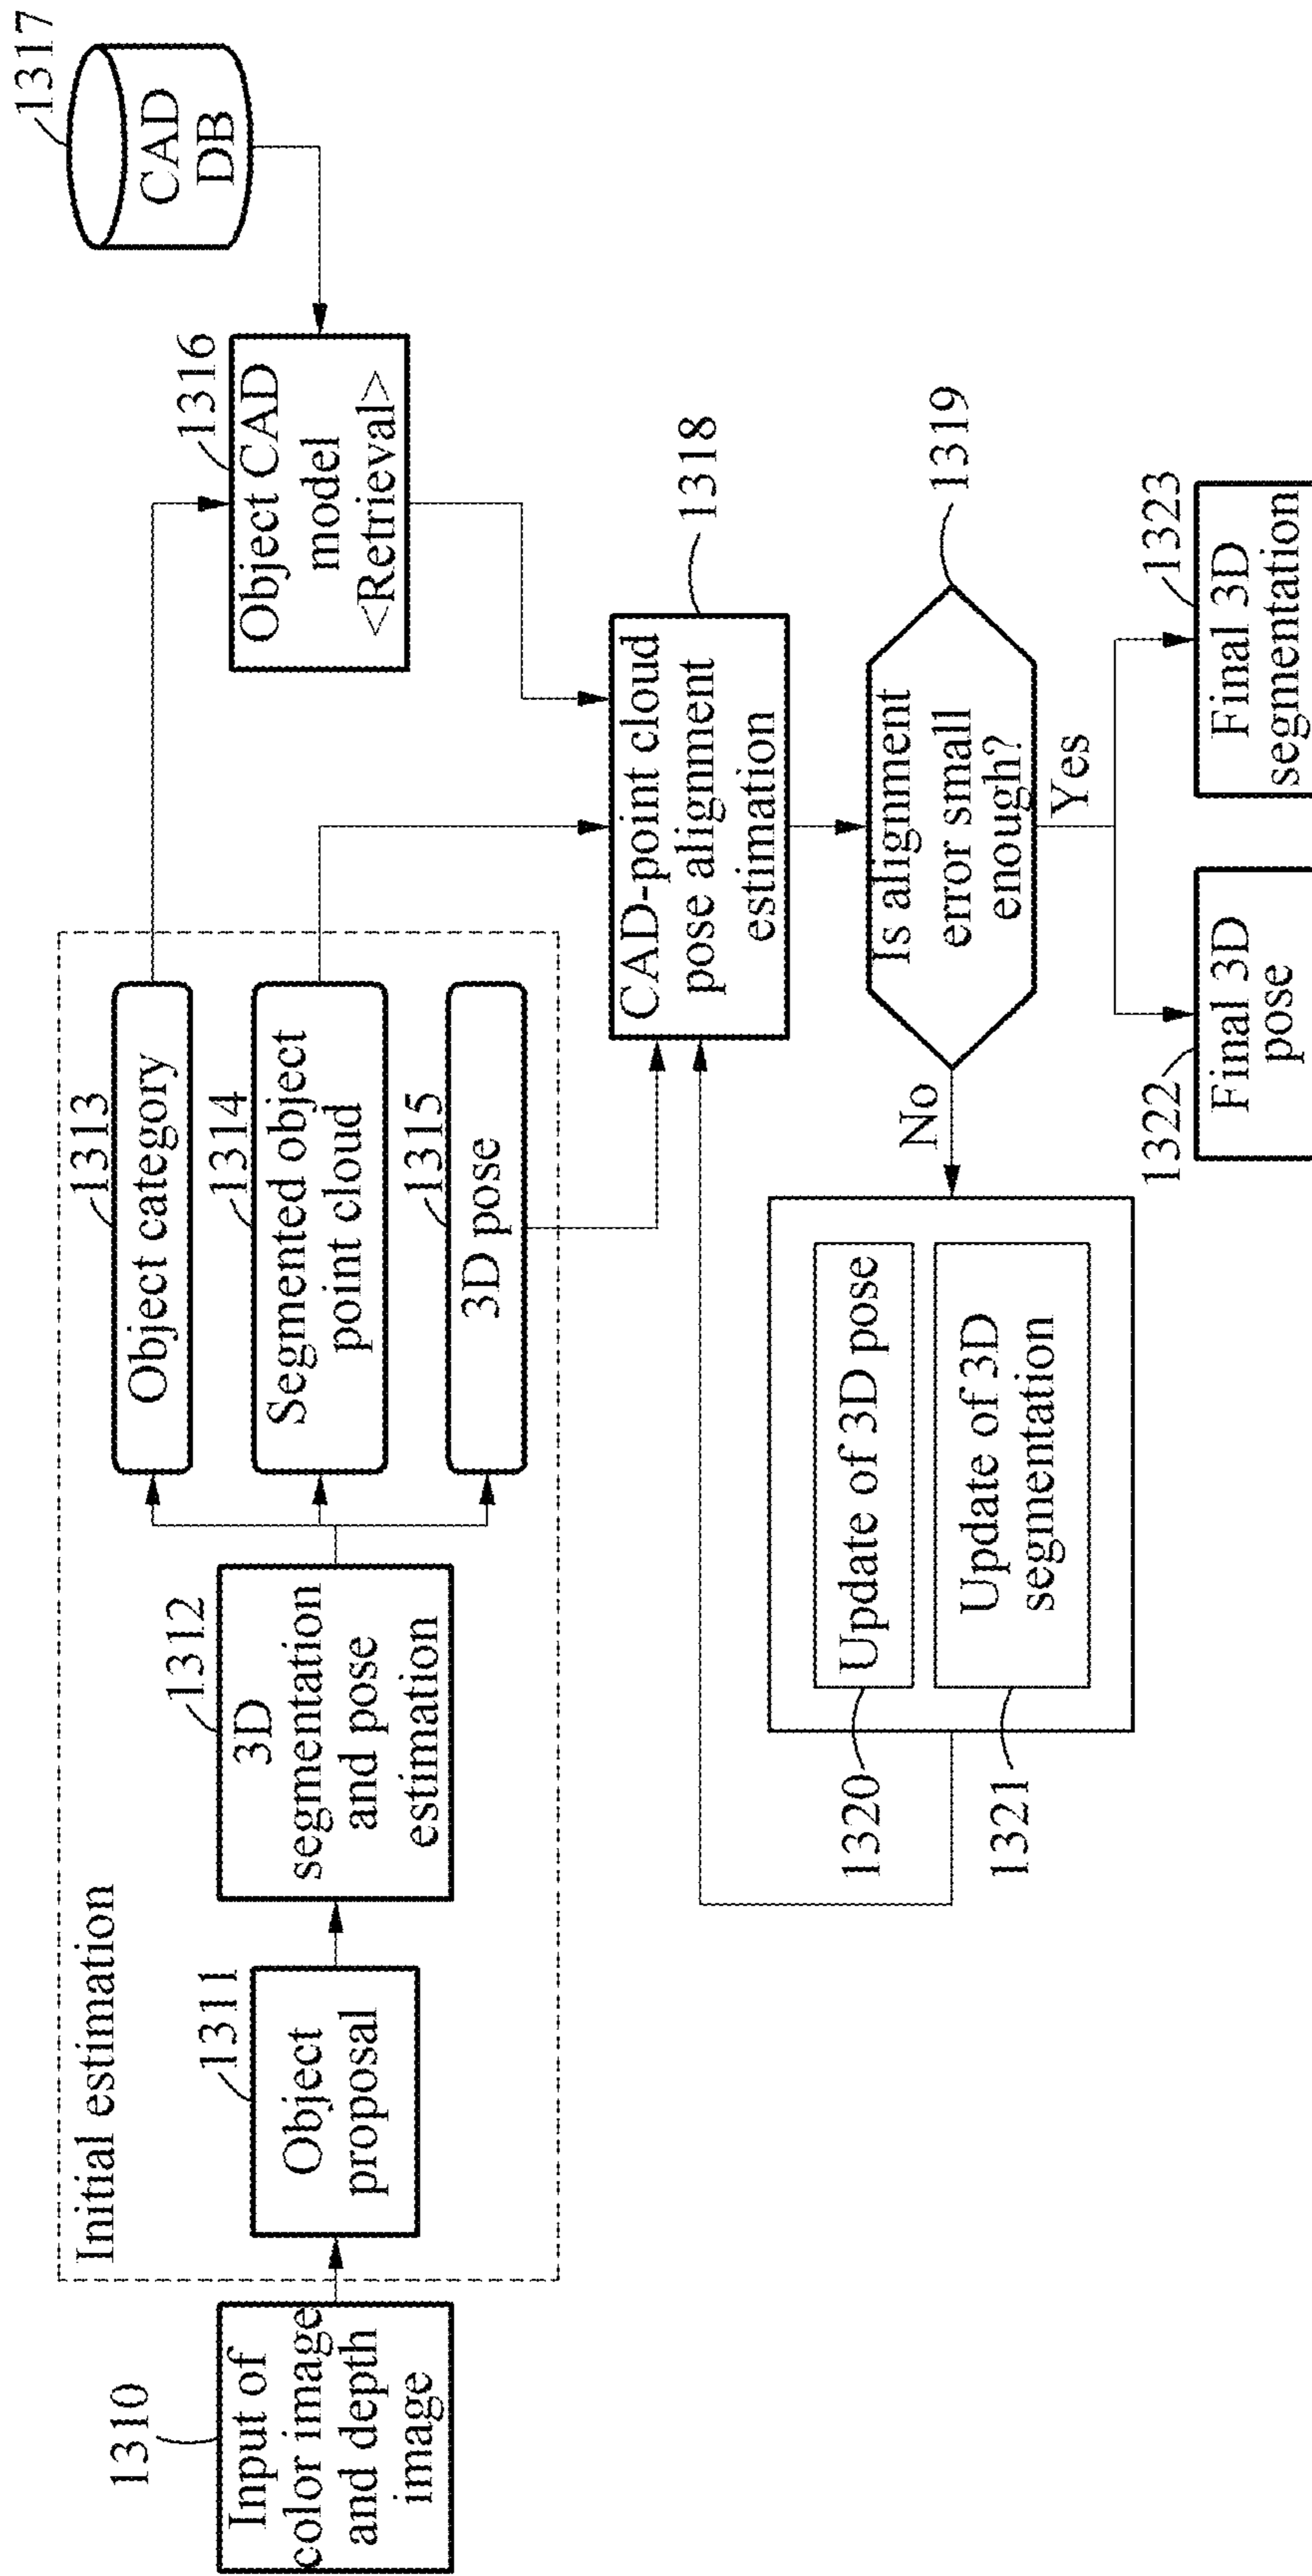 Initial estimation
1310
Input of
color image
and depth
image
1311
Object
proposal
1312
3D
segmentation
and pose
estimation
1313
Object category
1314
Segmented object
point cloud
1315
3D pose
1316
Object CAD
model
<Retrieval>
1317
CAD
DB
1318
CAD-point cloud
pose alignment
estimation
1319
Is alignment
error small
enough?
No
Yes
1320
Update of 3D pose
1321
Update of 3D
segmentation
1322
Final 3D
pose
1323
Final 3D
segmentation